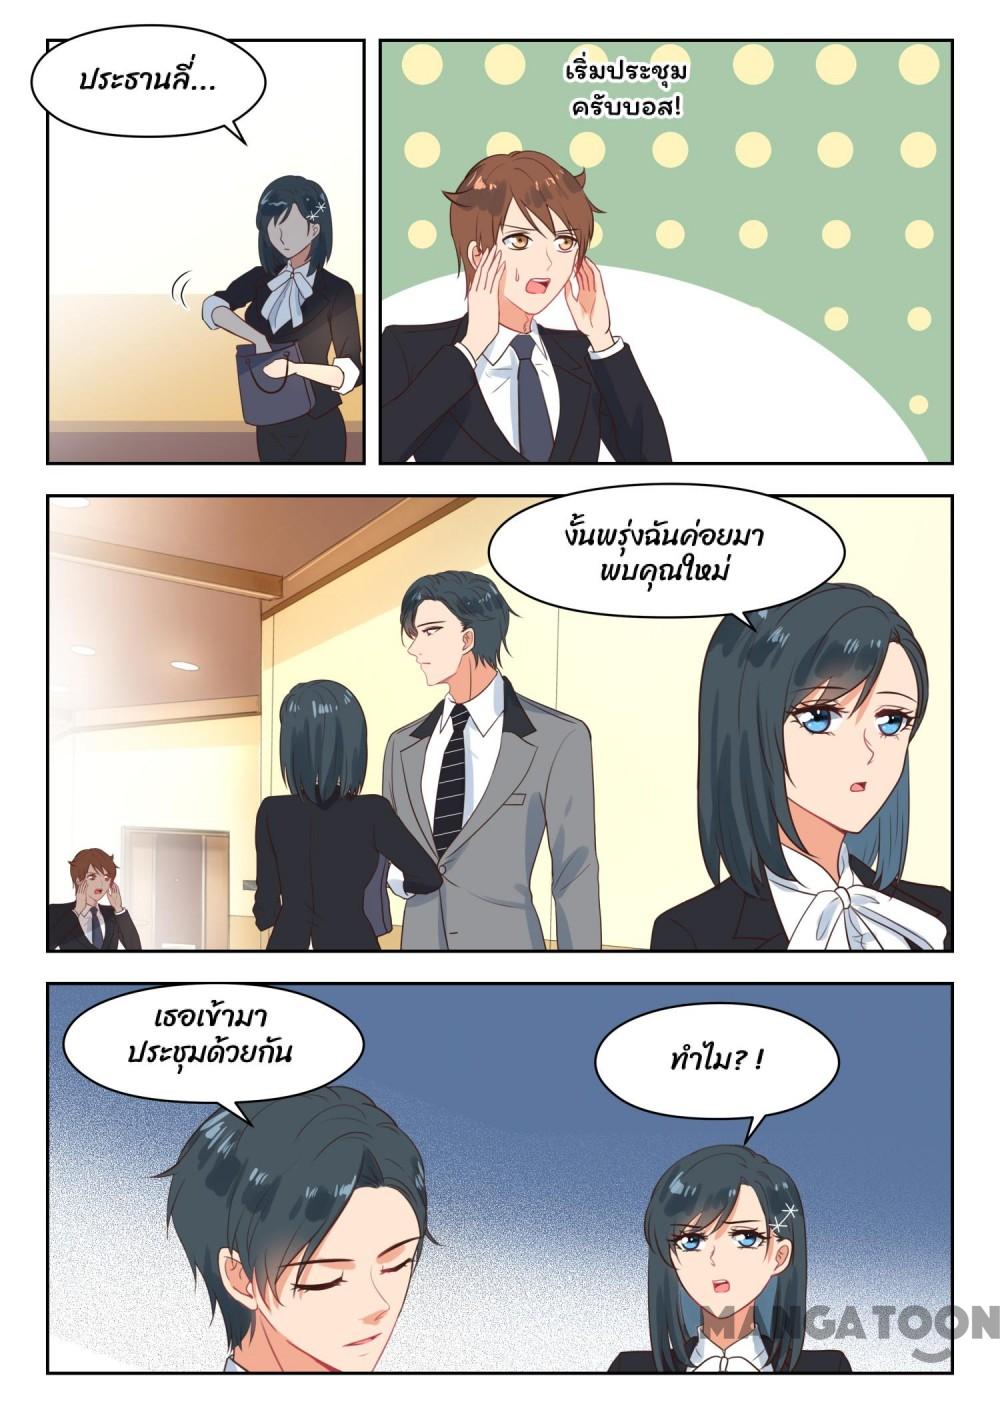 ประธานลี่...
เริ่มประชุม
ครับบอส!
งั้นพรุ่งฉันค่อยมา
พบคุณใหม่
เธอเข้ามา
ประชุมด้วยกัน
ทำไม?!
MANGATOON